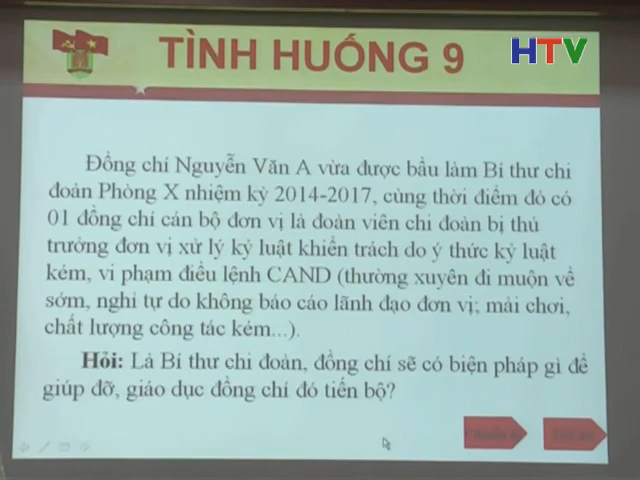 TÌNH HUỐNG 9
HTV
Đồng chí Nguyễn Văn A vừa được bầu làm Bí thư chi
đoàn Phòng X nhiệm kỳ 2014-2017, cùng thời điểm đó có
01 đồng chí cán bộ đơn vị là đoàn viên chi đoàn bị thủ
trưởng đơn vị xử lý kỷ luật khiển trách do ý thức kỷ luật
kém, vi phạm điều lệnh CAND (thường xuyên đi muộn về
sớm, nghỉ tự do không báo cáo lãnh đạo đơn vị; mải chơi,
chất lượng công tác kém...).
Hỏi: Là Bí thư chi đoàn, đồng chí sẽ có biện pháp gì để
giúp đỡ, giáo dục đồng chí đó tiến bộ?